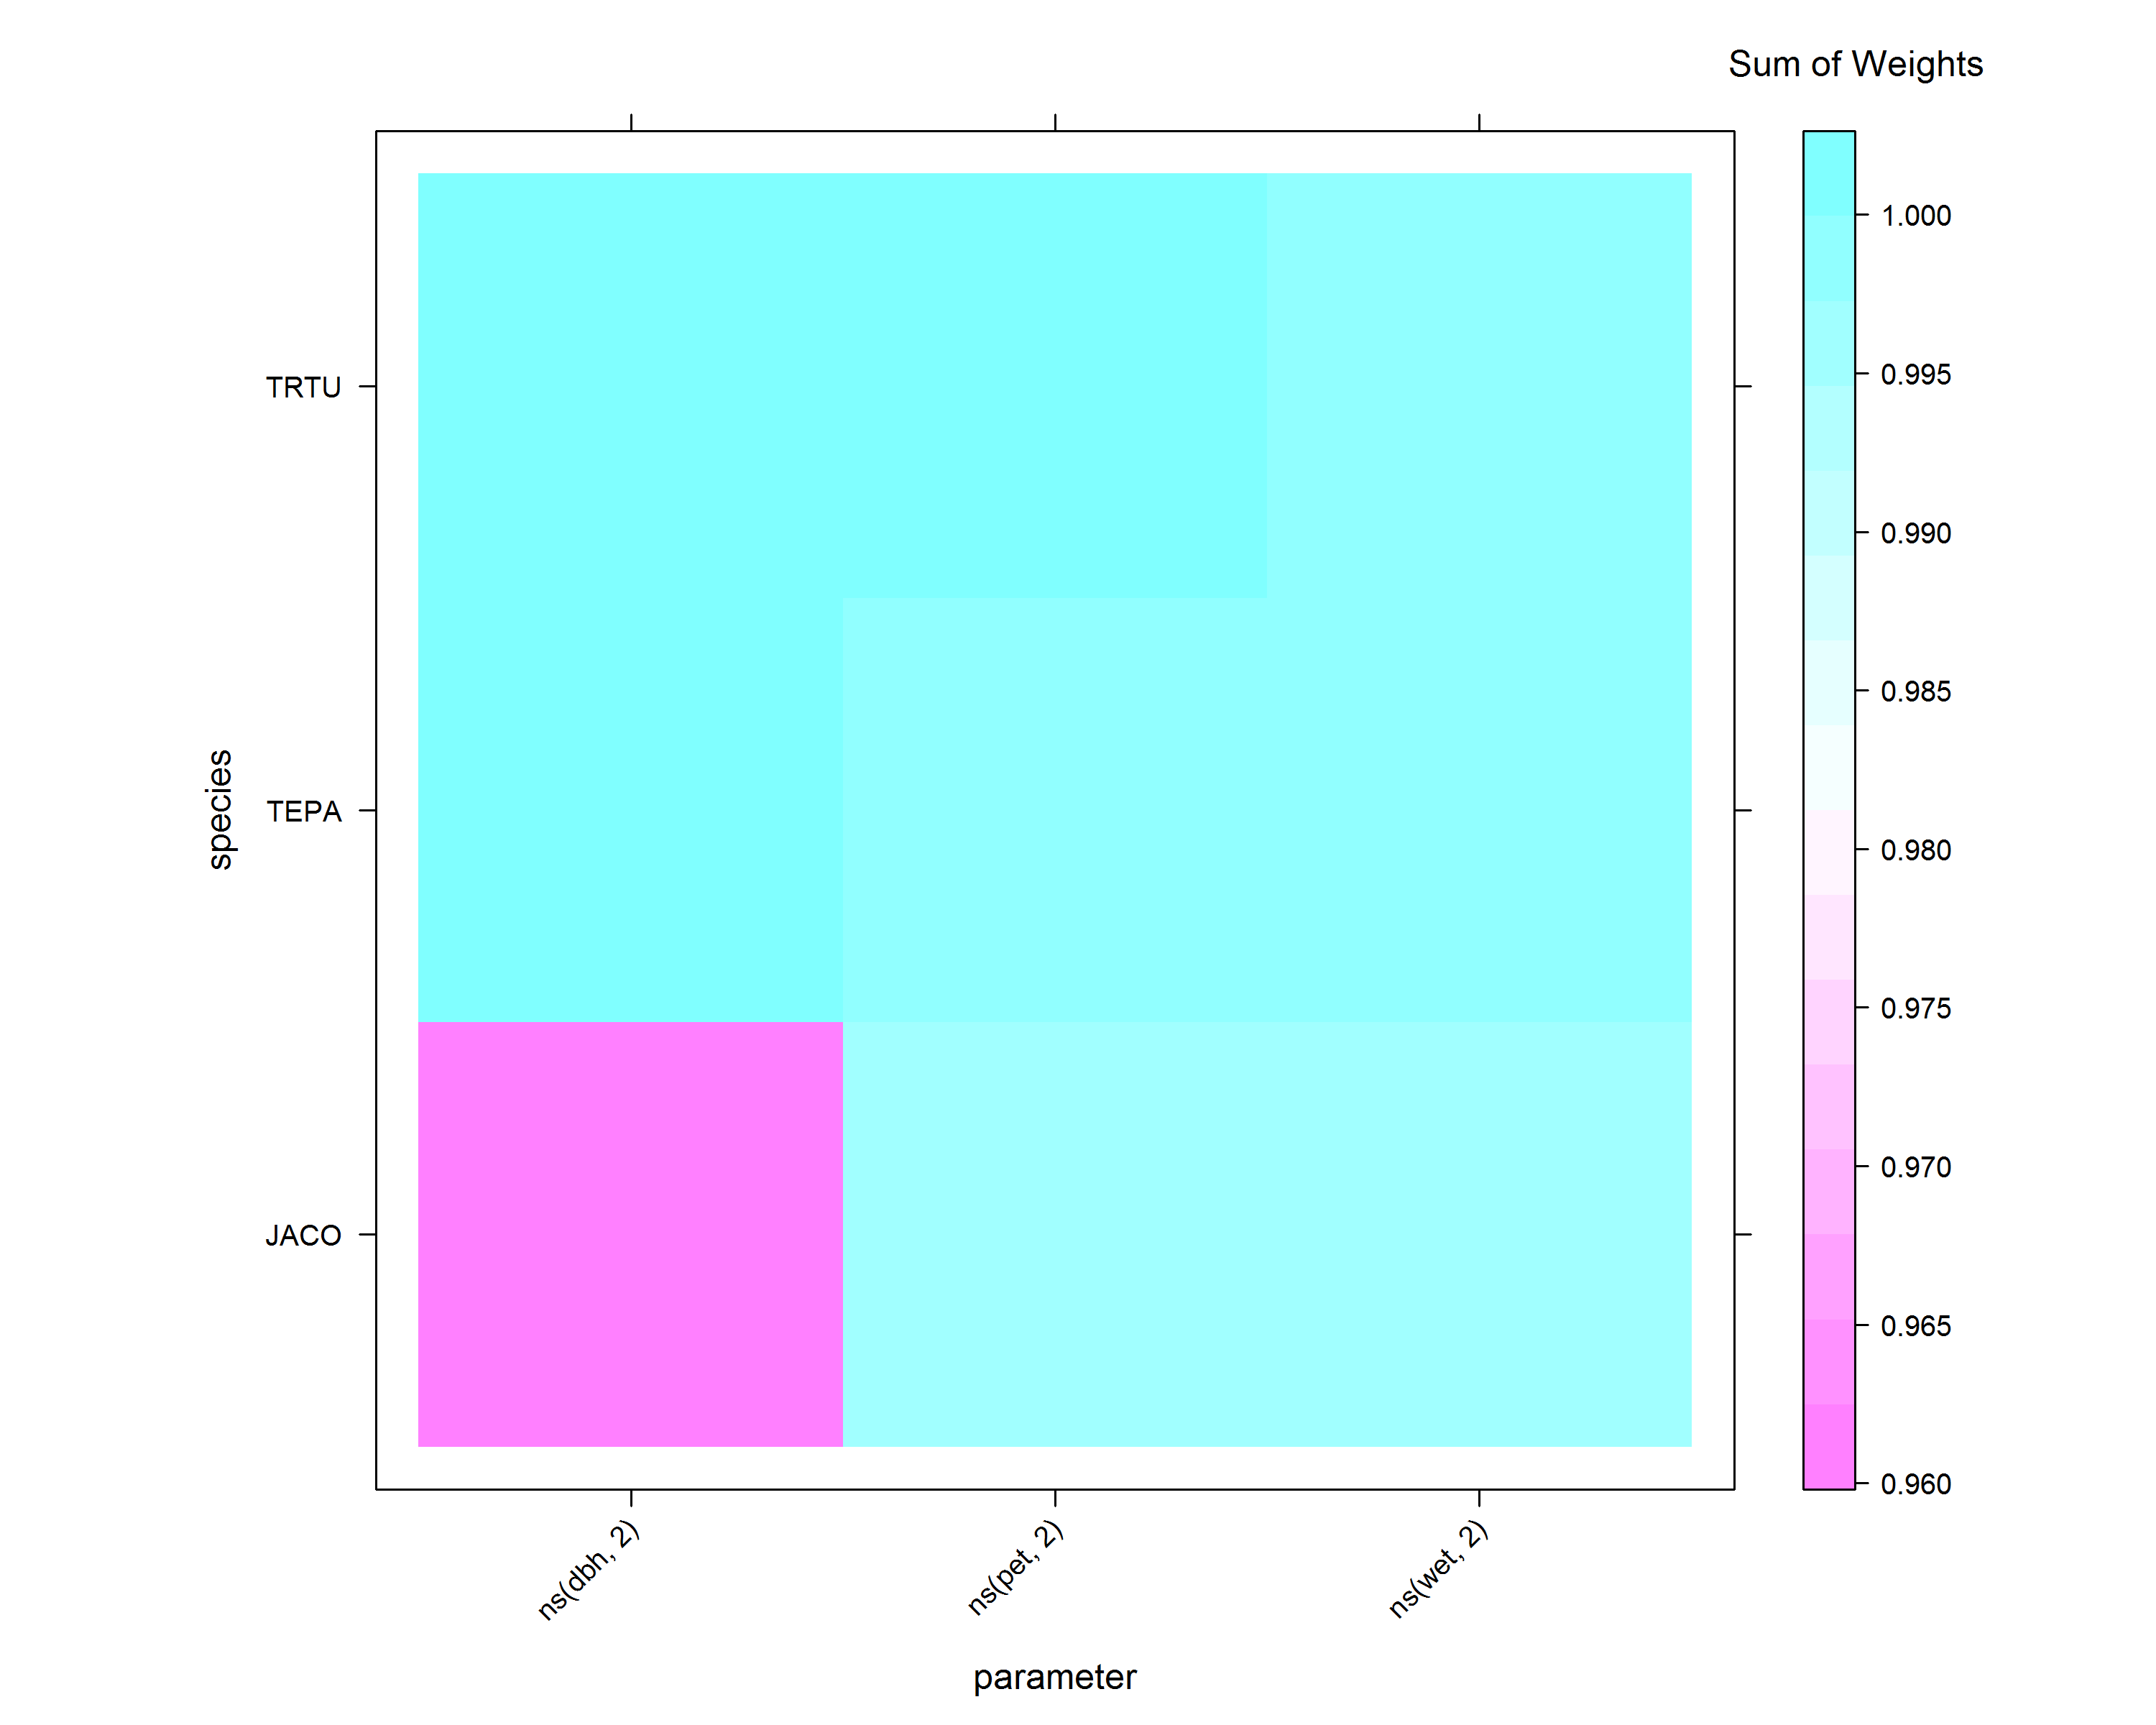 Sum of Weights
1.000
0.995
0.990
0.985
0.980
0.975
0.970
0.965
0.960
TRTU
TEPA
JACO
species
ns(dbh, 2)
ns(pet, 2)
ns(wet, 2)
parameter